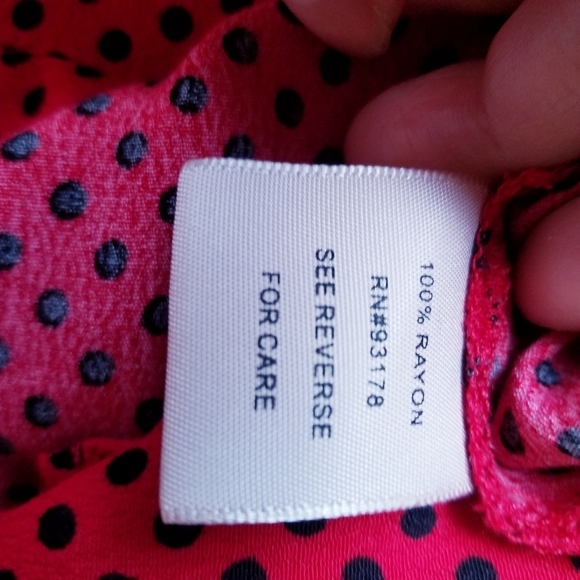 100% RAYON
RN#93178
SEE REVERSE
FOR CARE